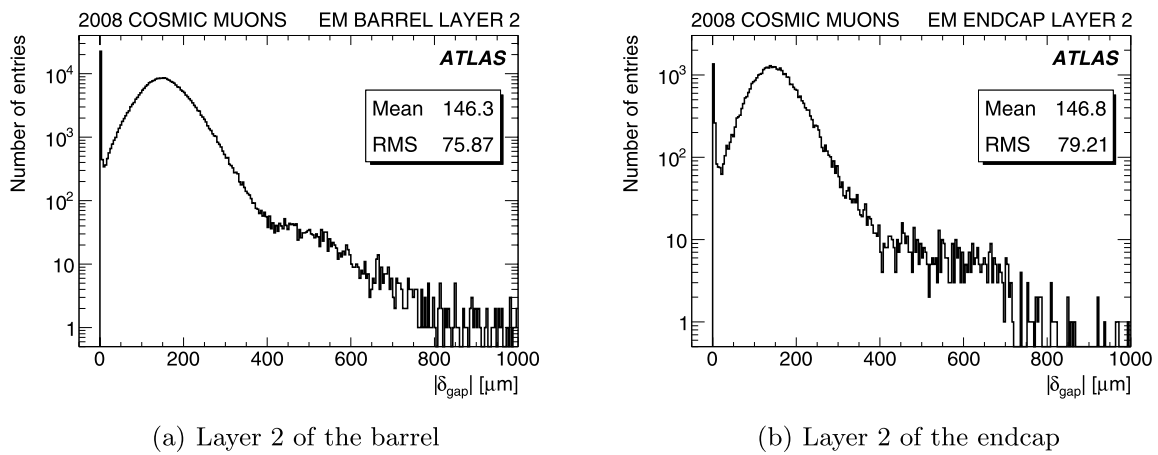 2008 COSMIC MUONS EM BARREL LAYER 2
ATLAS
Mean 146.3
RMS 75.87
Number of entries
10⁴
10³
10²
10
1
0 200 400 600 800 1000
|δgap| [μm]
(a) Layer 2 of the barrel
2008 COSMIC MUONS EM ENDCAP LAYER 2
ATLAS
Mean 146.8
RMS 79.21
Number of entries
10³
10²
10
1
0 200 400 600 800 1000
|δgap| [μm]
(b) Layer 2 of the endcap